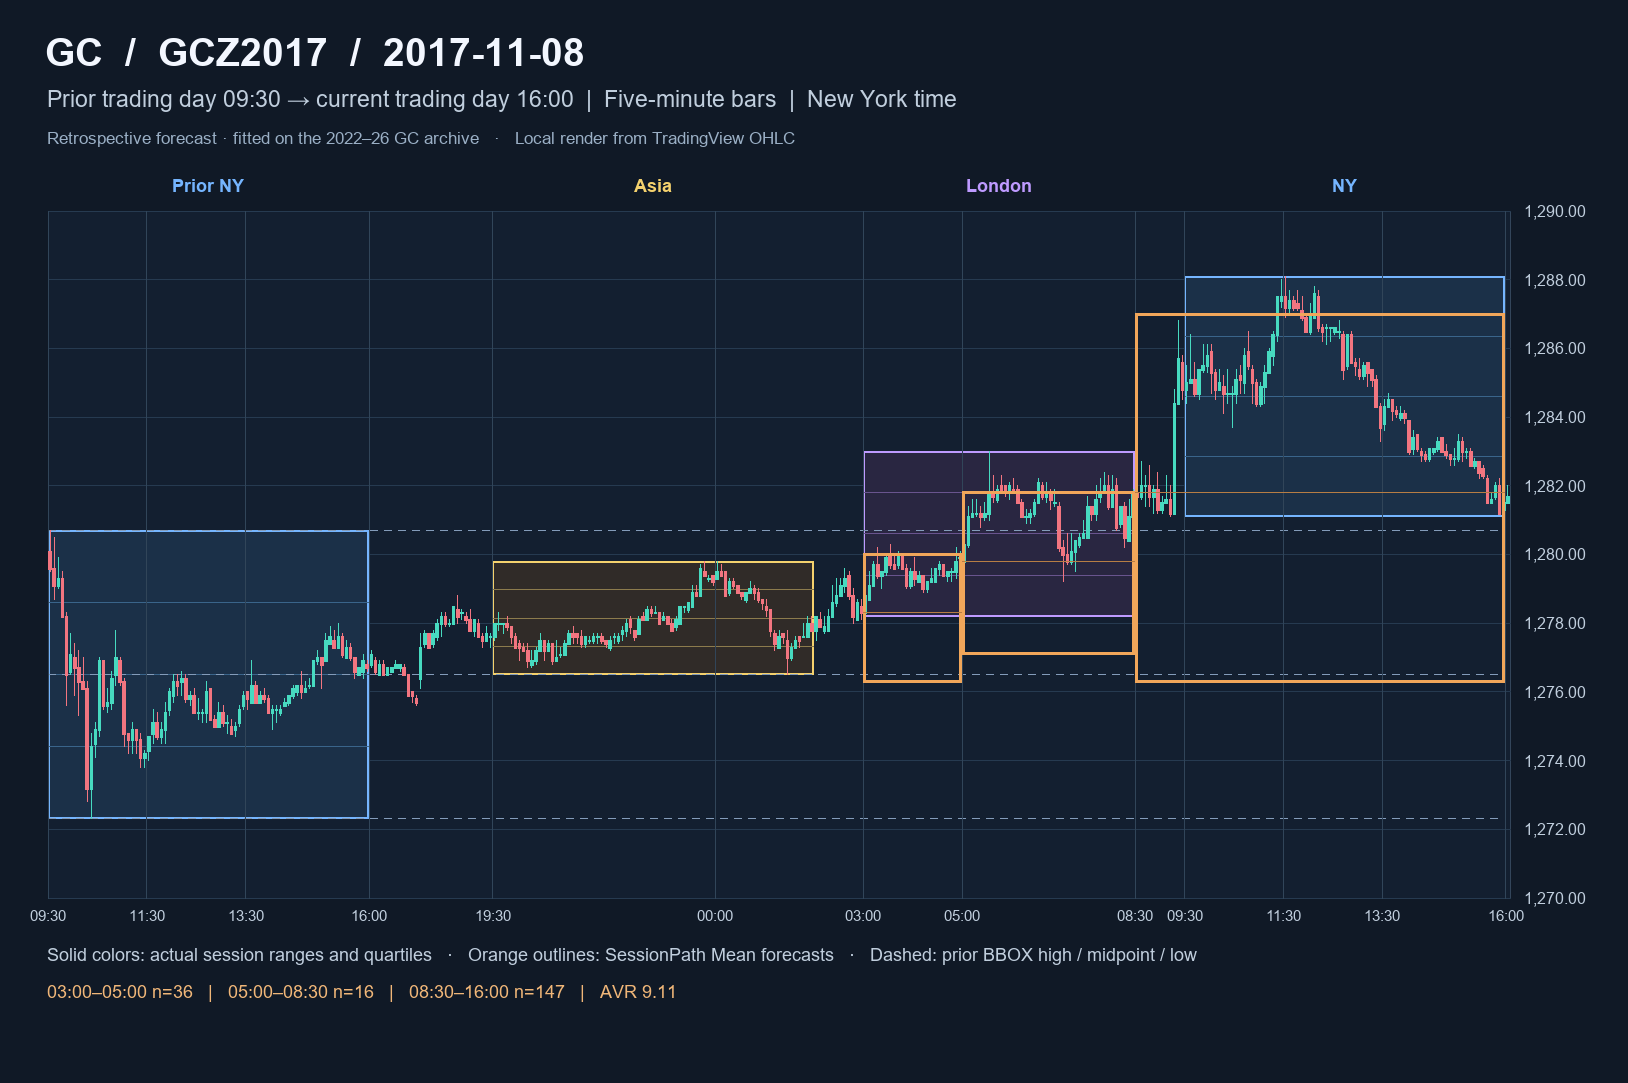 GC / GCZ2017 / 2017-11-08
Prior trading day 09:30 → current trading day 16:00 | Five-minute bars | New York time
Retrospective forecast · fitted on the 2022–26 GC archive · Local render from TradingView OHLC
Prior NY Asia London NY
1,290.00
1,288.00
1,286.00
1,284.00
1,282.00
1,280.00
1,278.00
1,276.00
1,274.00
1,272.00
1,270.00
09:30 11:30 13:30 16:00 19:30 00:00 03:00 05:00 08:30 09:30 11:30 13:30 16:00
Solid colors: actual session ranges and quartiles · Orange outlines: SessionPath Mean forecasts · Dashed: prior BBOX high / midpoint / low
03:00–05:00 n=36 | 05:00–08:30 n=16 | 08:30–16:00 n=147 | AVR 9.11